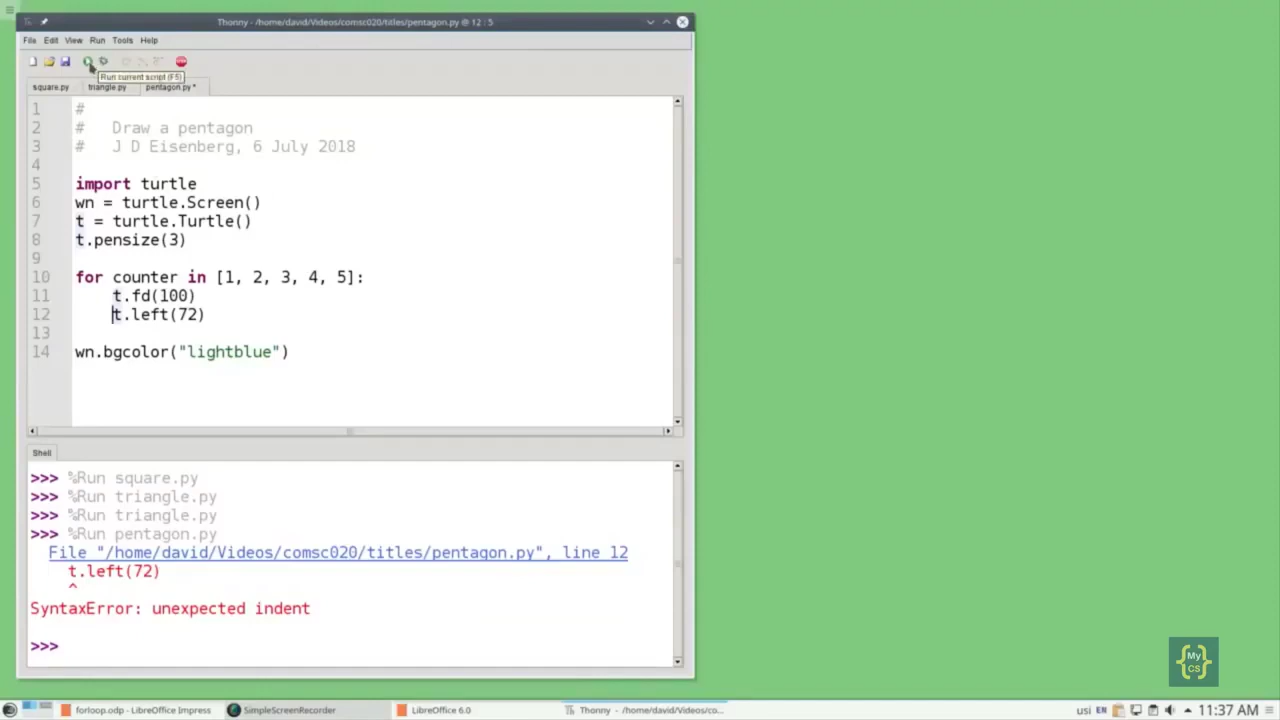 Thonny - /home/david/Videos/comsc020/titles/pentagon.py @ 12 : 5
File Edit View Run Tools Help
Run current script (F5)
square.py triangle.py pentagon.py *
1 #
2 #   Draw a pentagon
3 #   J D Eisenberg, 6 July 2018
4
5 import turtle
6 wn = turtle.Screen()
7 t = turtle.Turtle()
8 t.pensize(3)
9
10 for counter in [1, 2, 3, 4, 5]:
11     t.fd(100)
12     t.left(72)
13
14 wn.bgcolor("lightblue")
Shell
>>> %Run square.py
>>> %Run triangle.py
>>> %Run triangle.py
>>> %Run pentagon.py
File "/home/david/Videos/comsc020/titles/pentagon.py", line 12
t.left(72)
^
SyntaxError: unexpected indent
>>>
{My CS}
forloop.odp - LibreOffice Impress SimpleScreenRecorder LibreOffice 6.0 Thonny - /home/david/Videos/co... usi EN 11:37 AM